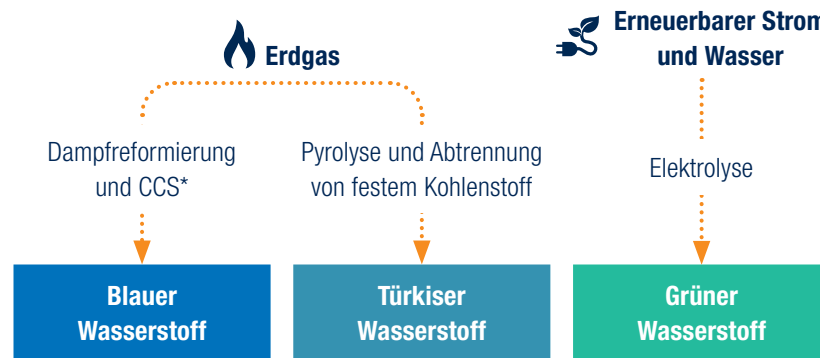 Erdgas
Erneuerbarer Strom
und Wasser
Dampfreformierung
und CCS*
Pyrolyse und Abtrennung
von festem Kohlenstoff
Elektrolyse
Blauer
Wasserstoff
Türkiser
Wasserstoff
Grüner
Wasserstoff